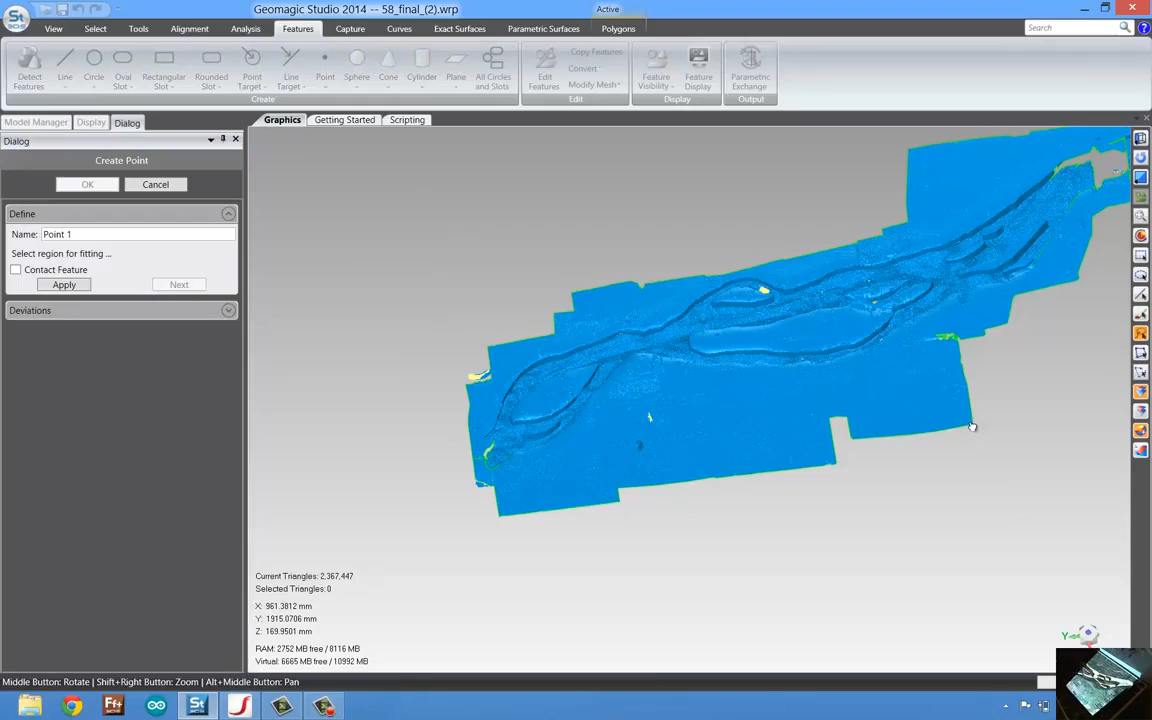 Geomagic Studio 2014 -- 58_final_(2).wrp
Active
View Select Tools Alignment Analysis Features Capture Curves Exact Surfaces Parametric Surfaces Polygons
Search
Detect Features
Line
Circle
Oval Slot
Rectangular Slot
Rounded Slot
Point Target
Line Target
Point
Sphere
Cone
Cylinder
Plane
All Circles and Slots
Edit Features
Copy Features
Convert
Modify Mesh
Feature Visibility
Feature Display
Parametric Exchange
Create Edit Display Output
Model Manager Display Dialog
Graphics Getting Started Scripting
Dialog
Create Point
OK Cancel
Define
Name: Point 1
Select region for fitting ...
Contact Feature
Apply Next
Deviations
Current Triangles: 2,367,447
Selected Triangles: 0
X: 961.3812 mm
Y: 1915.0706 mm
Z: 169.9501 mm
RAM: 2752 MB free / 8116 MB
Virtual: 6665 MB free / 10992 MB
Y
Middle Button: Rotate | Shift+Right Button: Zoom | Alt+Middle Button: Pan